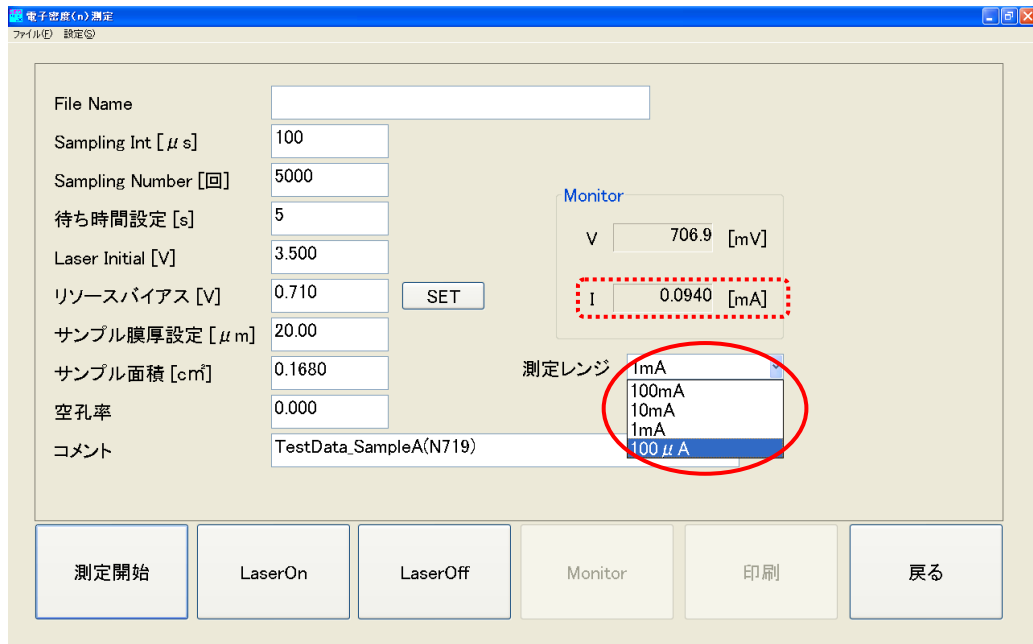 電子密度(n)測定
ファイル(F) 設定(S)
File Name
Sampling Int [μs] 100
Sampling Number [回] 5000
待ち時間設定 [s] 5
Laser Initial [V] 3.500
リソースバイアス [V] 0.710 SET
サンプル膜厚設定 [μm] 20.00
サンプル面積 [c㎡] 0.1680
空孔率 0.000
コメント TestData_SampleA(N719)
Monitor
V 706.9 [mV]
I 0.0940 [mA]
測定レンジ 1mA
100mA
10mA
1mA
100μA
測定開始 LaserOn LaserOff Monitor 印刷 戻る